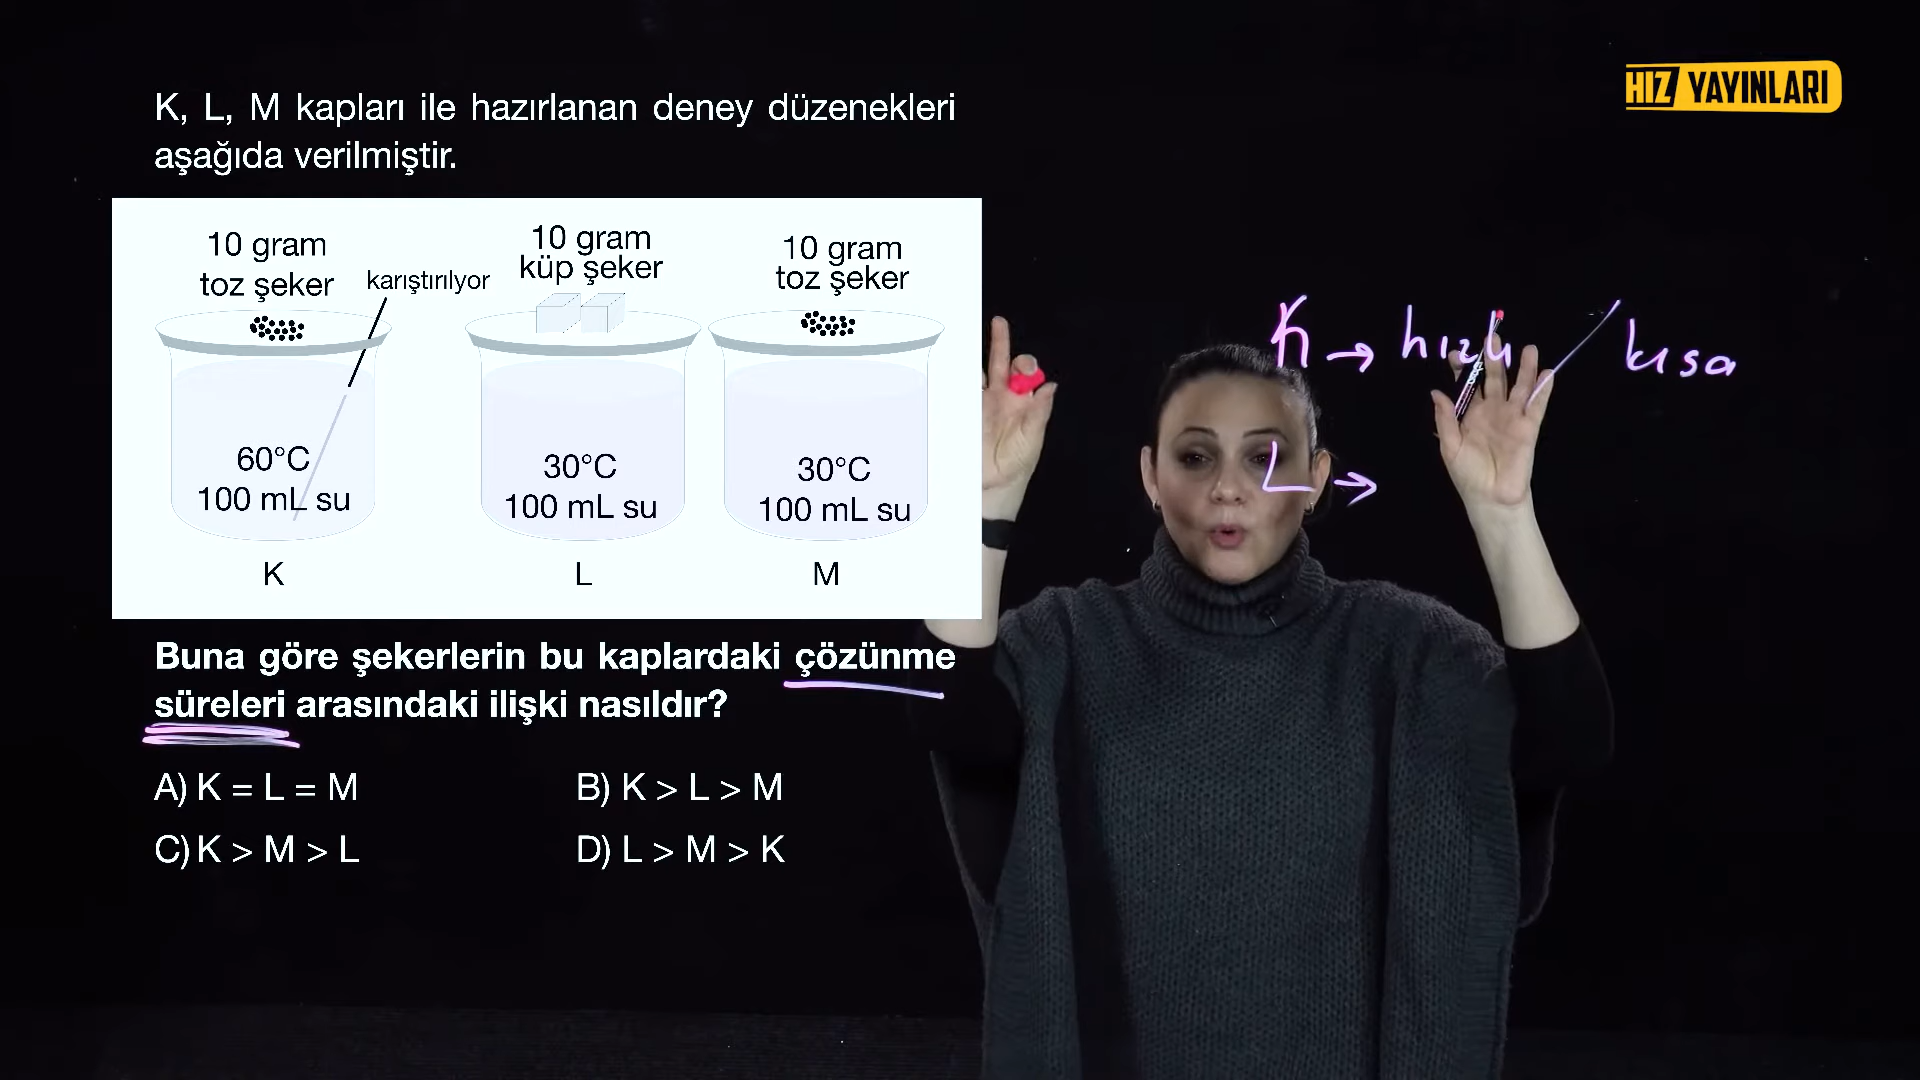 HIZ YAYINLARI
K, L, M kapları ile hazırlanan deney düzenekleri
aşağıda verilmiştir.
10 gram
toz şeker
karıştırılyor
10 gram
küp şeker
10 gram
toz şeker
60°C
100 mL su
30°C
100 mL su
30°C
100 mL su
K
L
M
K → hızlı / kısa
L →
Buna göre şekerlerin bu kaplardaki çözünme
süreleri arasındaki ilişki nasıldır?
A) K = L = M
B) K > L > M
C) K > M > L
D) L > M > K